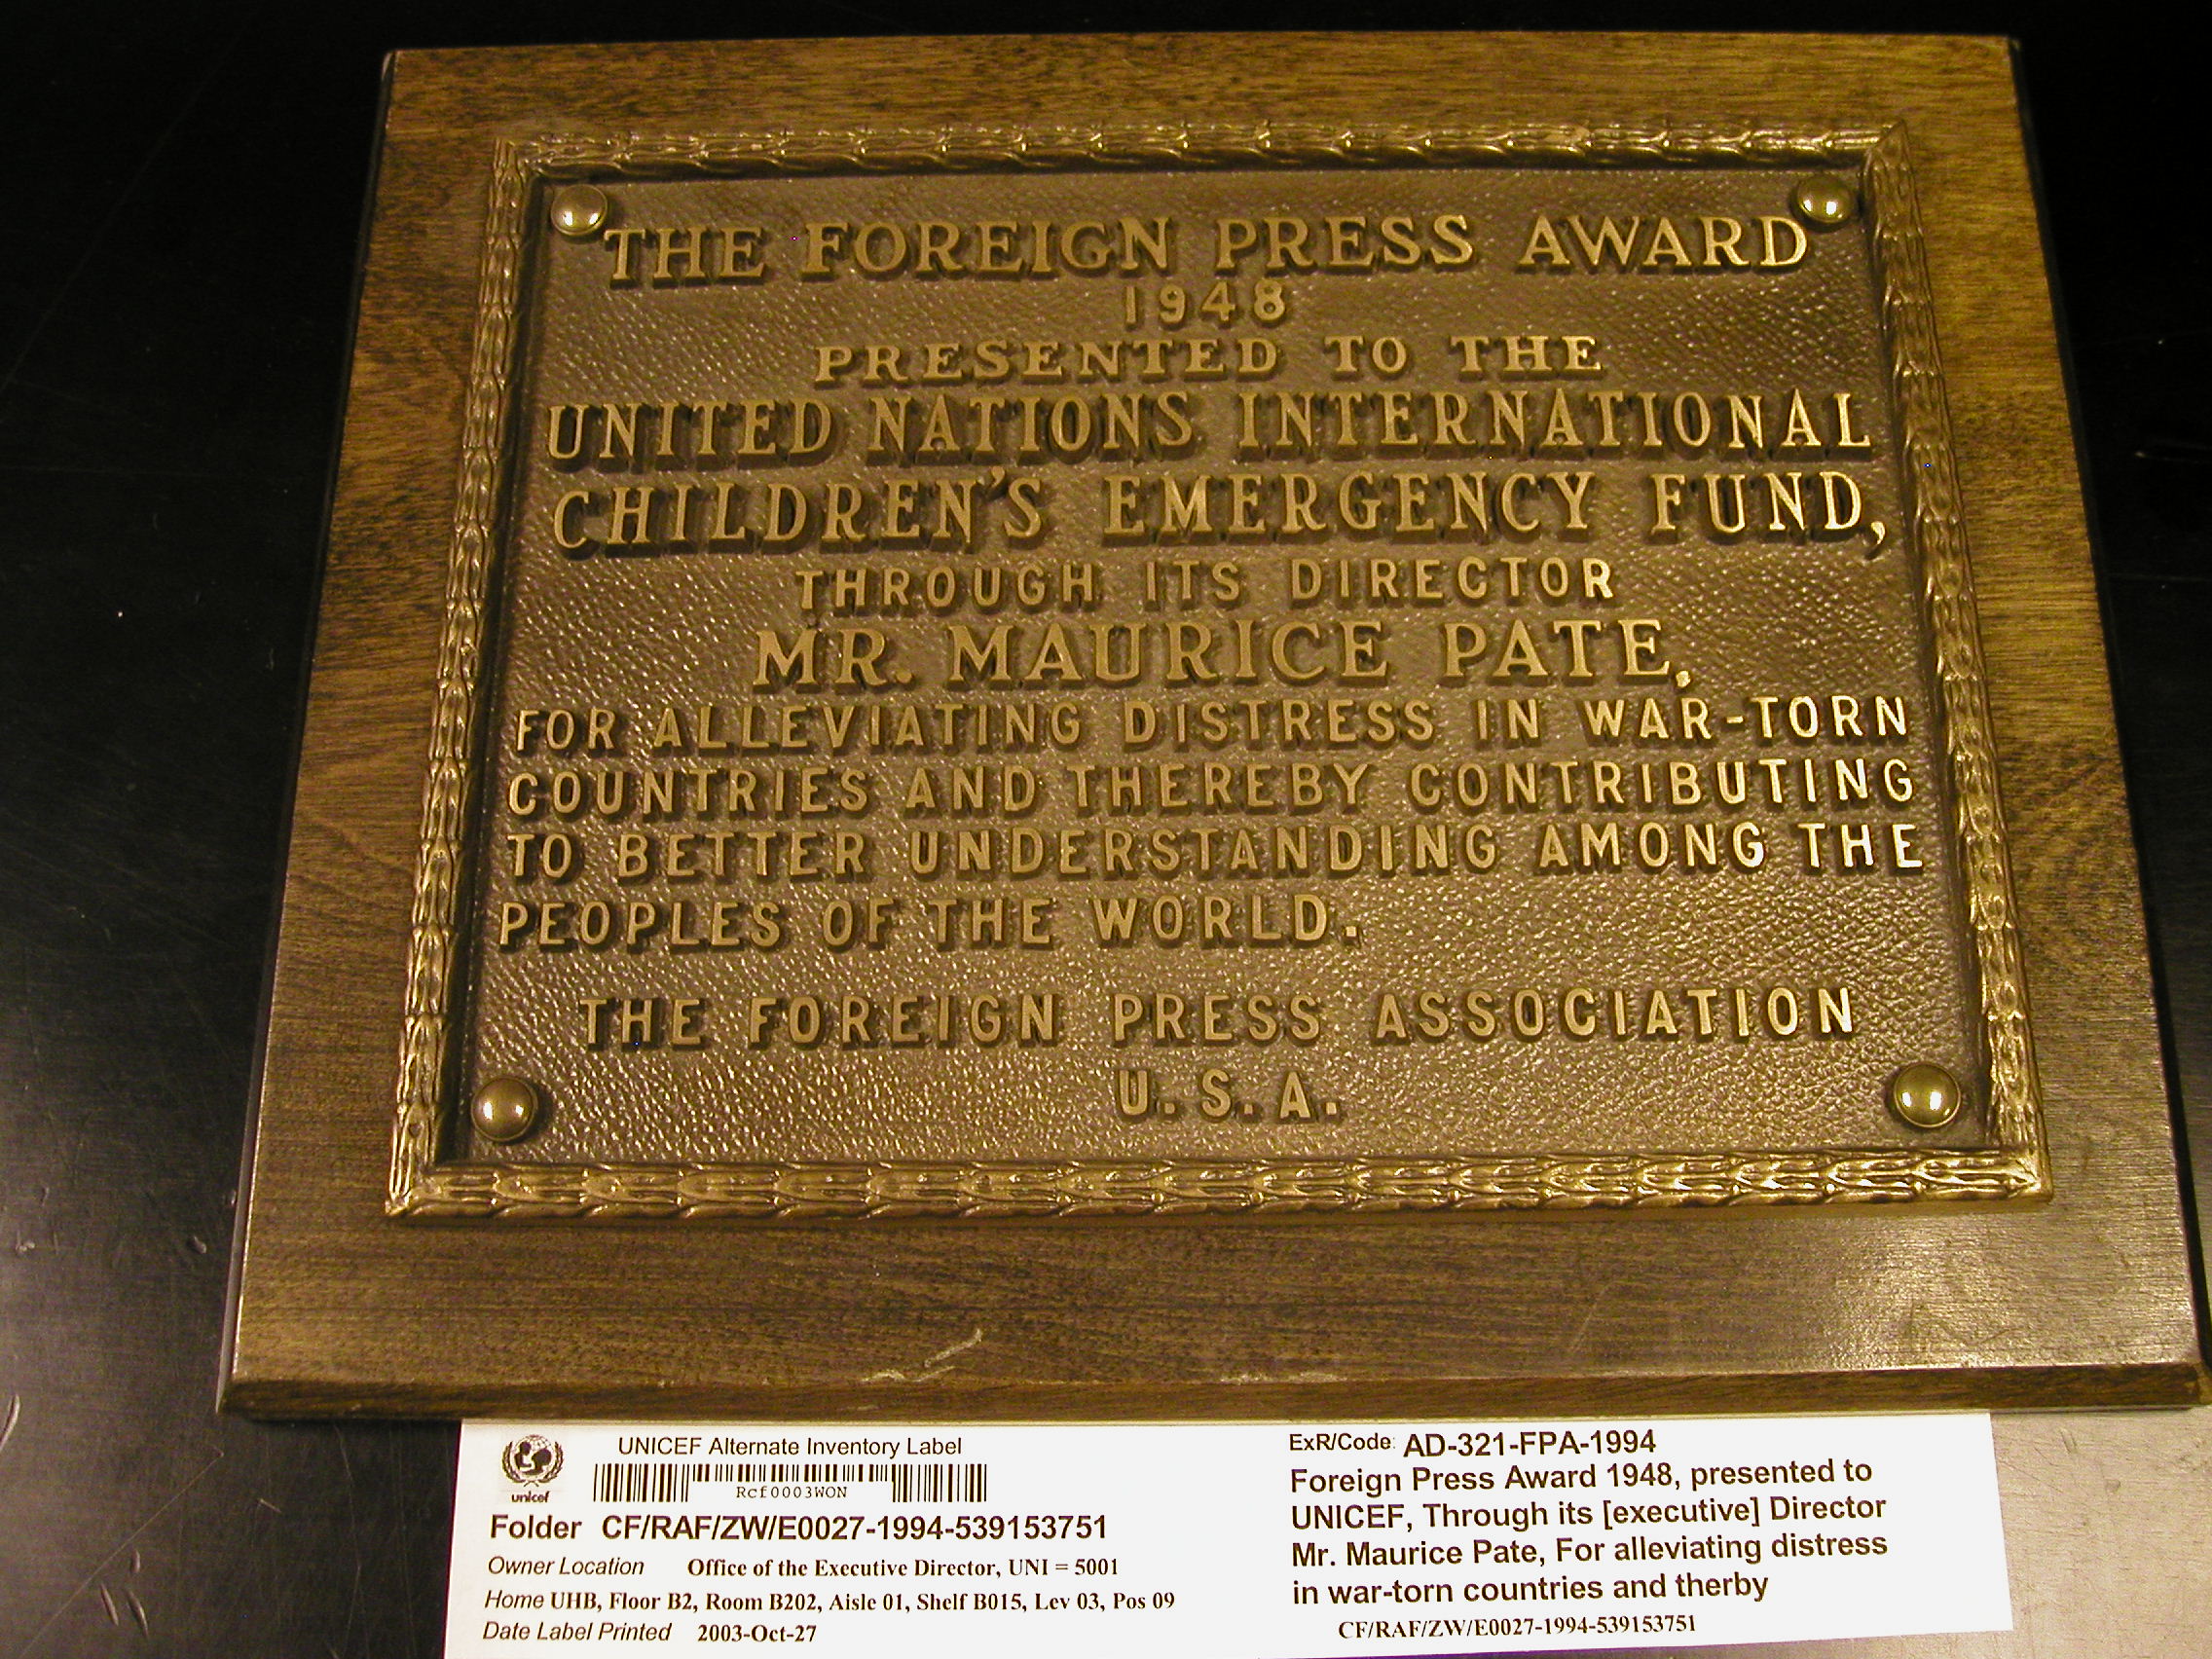 THE FOREIGN PRESS AWARD
1948
PRESENTED TO THE
UNITED NATIONS INTERNATIONAL
CHILDREN'S EMERGENCY FUND,
THROUGH ITS DIRECTOR
MR. MAURICE PATE,
FOR ALLEVIATING DISTRESS IN WAR-TORN
COUNTRIES AND THEREBY CONTRIBUTING
TO BETTER UNDERSTANDING AMONG THE
PEOPLES OF THE WORLD.
THE FOREIGN PRESS ASSOCIATION
U.S.A.
unicef
UNICEF Alternate Inventory Label
Rcf0003WON
Folder CF/RAF/ZW/E0027-1994-539153751
Owner Location Office of the Executive Director, UNI = 5001
Home UHB, Floor B2, Room B202, Aisle 01, Shelf B015, Lev 03, Pos 09
Date Label Printed 2003-Oct-27
ExR/Code: AD-321-FPA-1994
Foreign Press Award 1948, presented to
UNICEF, Through its [executive] Director
Mr. Maurice Pate, For alleviating distress
in war-torn countries and therby
CF/RAF/ZW/E0027-1994-539153751